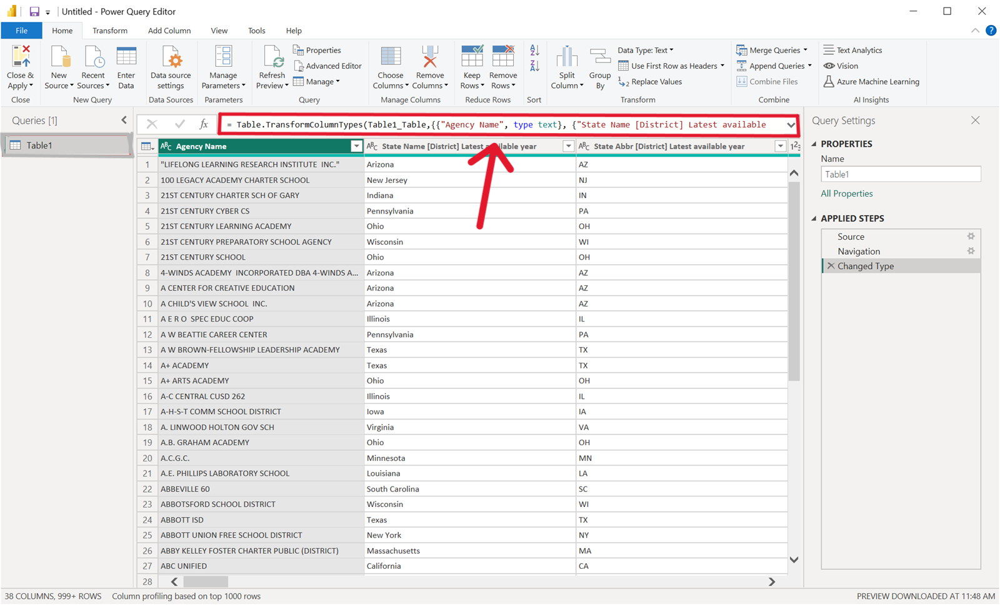 Untitled - Power Query Editor
File Home Transform Add Column View Tools Help
Close & Apply
Close
New Source
Recent Sources
Enter Data
New Query
Data source settings
Data Sources
Manage Parameters
Parameters
Refresh Preview
Properties
Advanced Editor
Manage
Query
Choose Columns
Remove Columns
Manage Columns
Keep Rows
Remove Rows
Reduce Rows
Sort
Split Column
Group By
Data Type: Text
Use First Row as Headers
Replace Values
Transform
Merge Queries
Append Queries
Combine Files
Combine
Text Analytics
Vision
Azure Machine Learning
AI Insights
Queries [1]
Table1
fx
= Table.TransformColumnTypes(Table1_Table,{{"Agency Name", type text}, {"State Name [District] Latest available
Agency Name State Name [District] Latest available year State Abbr [District] Latest available year
1 "LIFELONG LEARNING RESEARCH INSTITUTE INC." Arizona AZ
2 100 LEGACY ACADEMY CHARTER SCHOOL New Jersey NJ
3 21ST CENTURY CHARTER SCH OF GARY Indiana IN
4 21ST CENTURY CYBER CS Pennsylvania PA
5 21ST CENTURY LEARNING ACADEMY Ohio OH
6 21ST CENTURY PREPARATORY SCHOOL AGENCY Wisconsin WI
7 21ST CENTURY SCHOOL Ohio OH
8 4-WINDS ACADEMY INCORPORATED DBA 4-WINDS A... Arizona AZ
9 A CENTER FOR CREATIVE EDUCATION Arizona AZ
10 A CHILD'S VIEW SCHOOL INC. Arizona AZ
11 A E R O SPEC EDUC COOP Illinois IL
12 A W BEATTIE CAREER CENTER Pennsylvania PA
13 A W BROWN-FELLOWSHIP LEADERSHIP ACADEMY Texas TX
14 A+ ACADEMY Texas TX
15 A+ ARTS ACADEMY Ohio OH
16 A-C CENTRAL CUSD 262 Illinois IL
17 A-H-S-T COMM SCHOOL DISTRICT Iowa IA
18 A. LINWOOD HOLTON GOV SCH Virginia VA
19 A.B. GRAHAM ACADEMY Ohio OH
20 A.C.G.C. Minnesota MN
21 A.E. PHILLIPS LABORATORY SCHOOL Louisiana LA
22 ABBEVILLE 60 South Carolina SC
23 ABBOTSFORD SCHOOL DISTRICT Wisconsin WI
24 ABBOTT ISD Texas TX
25 ABBOTT UNION FREE SCHOOL DISTRICT New York NY
26 ABBY KELLEY FOSTER CHARTER PUBLIC (DISTRICT) Massachusetts MA
27 ABC UNIFIED California CA
28
Query Settings
PROPERTIES
Name
Table1
All Properties
APPLIED STEPS
Source
Navigation
Changed Type
38 COLUMNS, 999+ ROWS Column profiling based on top 1000 rows
PREVIEW DOWNLOADED AT 11:48 AM